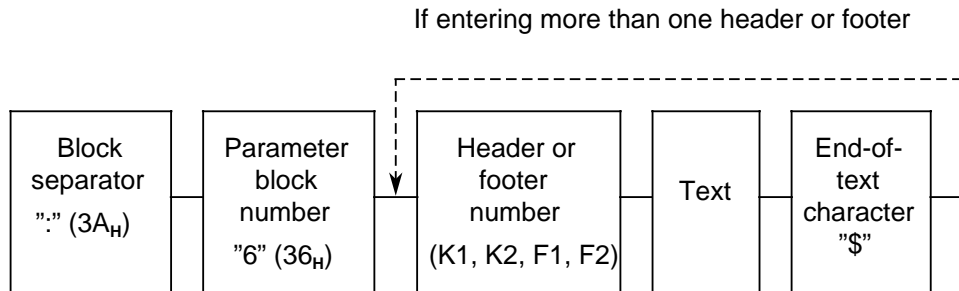 If entering more than one header or footer
Block
separator
”:” (3AH)
Parameter
block
number
”6” (36H)
Header or
footer
number
(K1, K2, F1, F2)
Text
End-of-
text
character
”$”